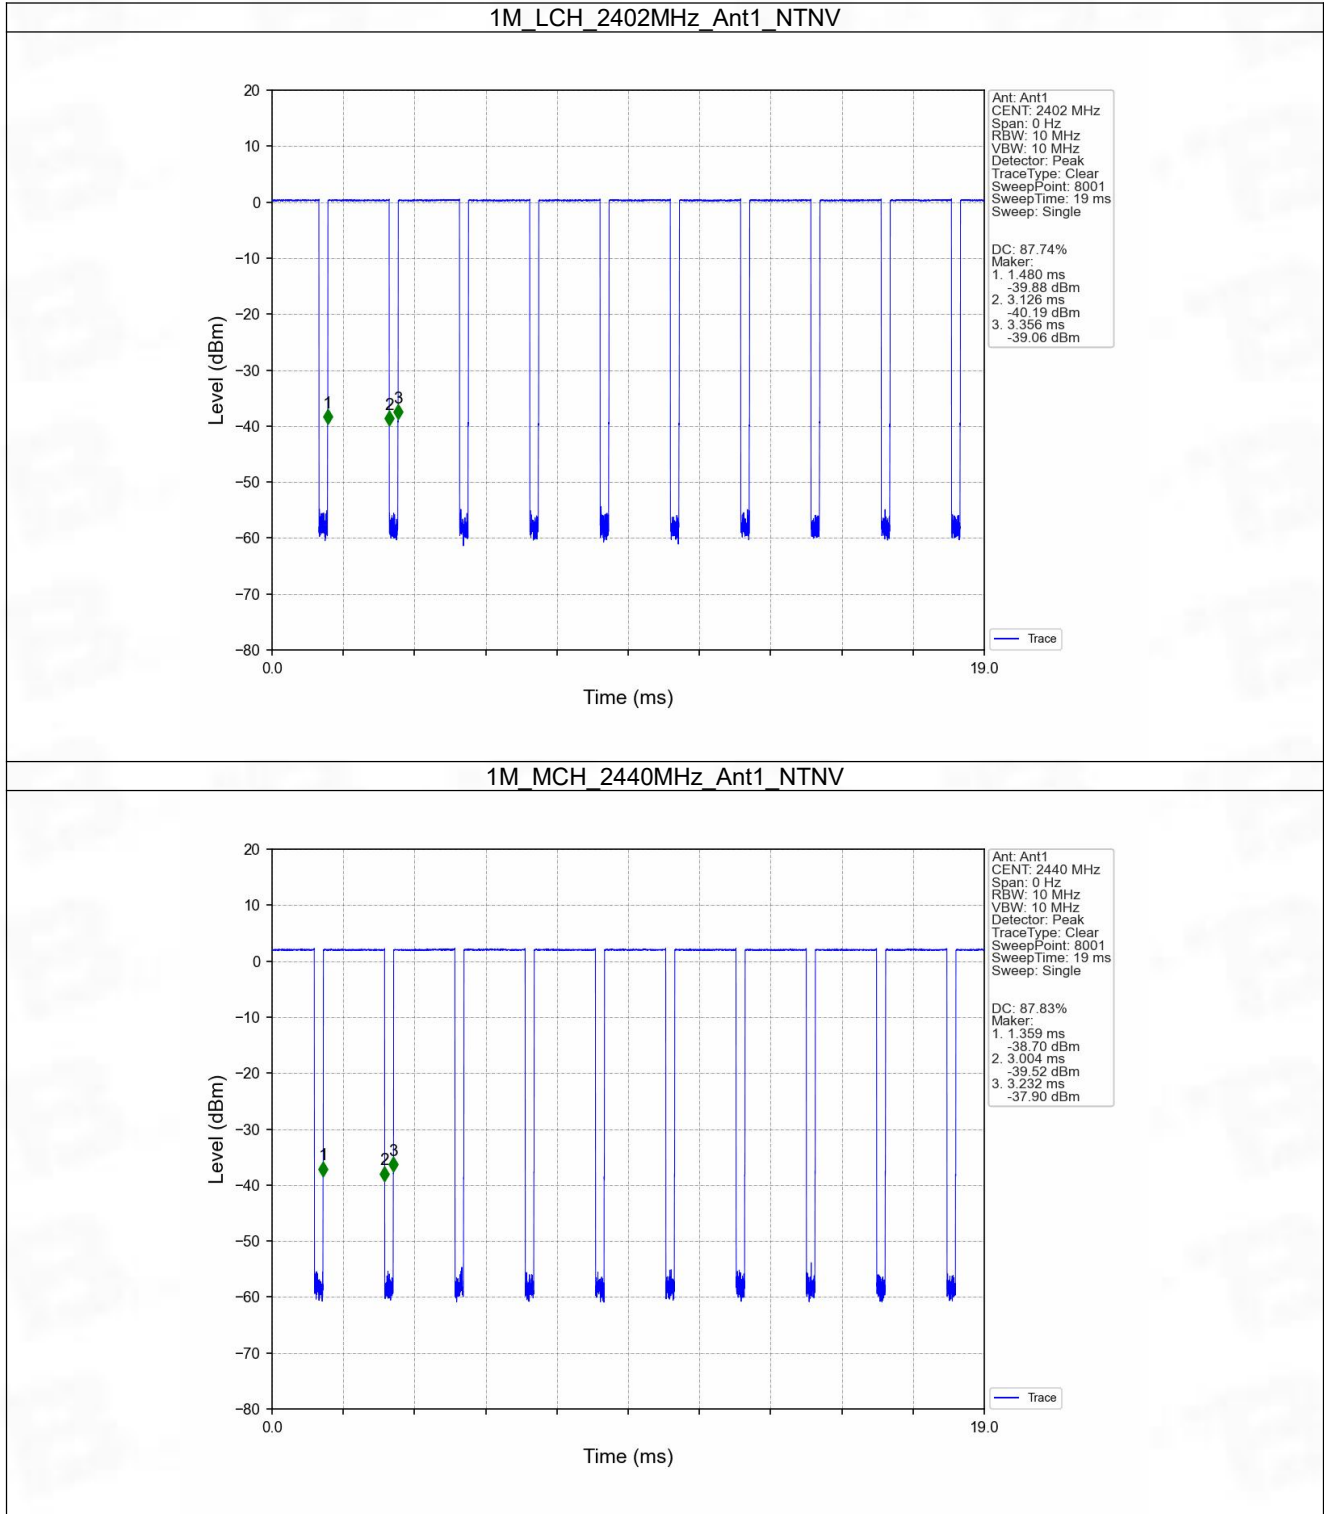 1M_LCH_2402MHz_Ant1_NTNV
20
10
0
−10
−20
−30
−40
−50
−60
−70
−80
Level (dBm)
1
2
3
0.0
19.0
Time (ms)
Ant: Ant1
CENT: 2402 MHz
Span: 0 Hz
RBW: 10 MHz
VBW: 10 MHz
Detector: Peak
TraceType: Clear
SweepPoint: 8001
SweepTime: 19 ms
Sweep: Single
DC: 87.74%
Maker:
1. 1.480 ms
-39.88 dBm
2. 3.126 ms
-40.19 dBm
3. 3.356 ms
-39.06 dBm
Trace
1M_MCH_2440MHz_Ant1_NTNV
20
10
0
−10
−20
−30
−40
−50
−60
−70
−80
Level (dBm)
1
2
3
0.0
19.0
Time (ms)
Ant: Ant1
CENT: 2440 MHz
Span: 0 Hz
RBW: 10 MHz
VBW: 10 MHz
Detector: Peak
TraceType: Clear
SweepPoint: 8001
SweepTime: 19 ms
Sweep: Single
DC: 87.83%
Maker:
1. 1.359 ms
-38.70 dBm
2. 3.004 ms
-39.52 dBm
3. 3.232 ms
-37.90 dBm
Trace